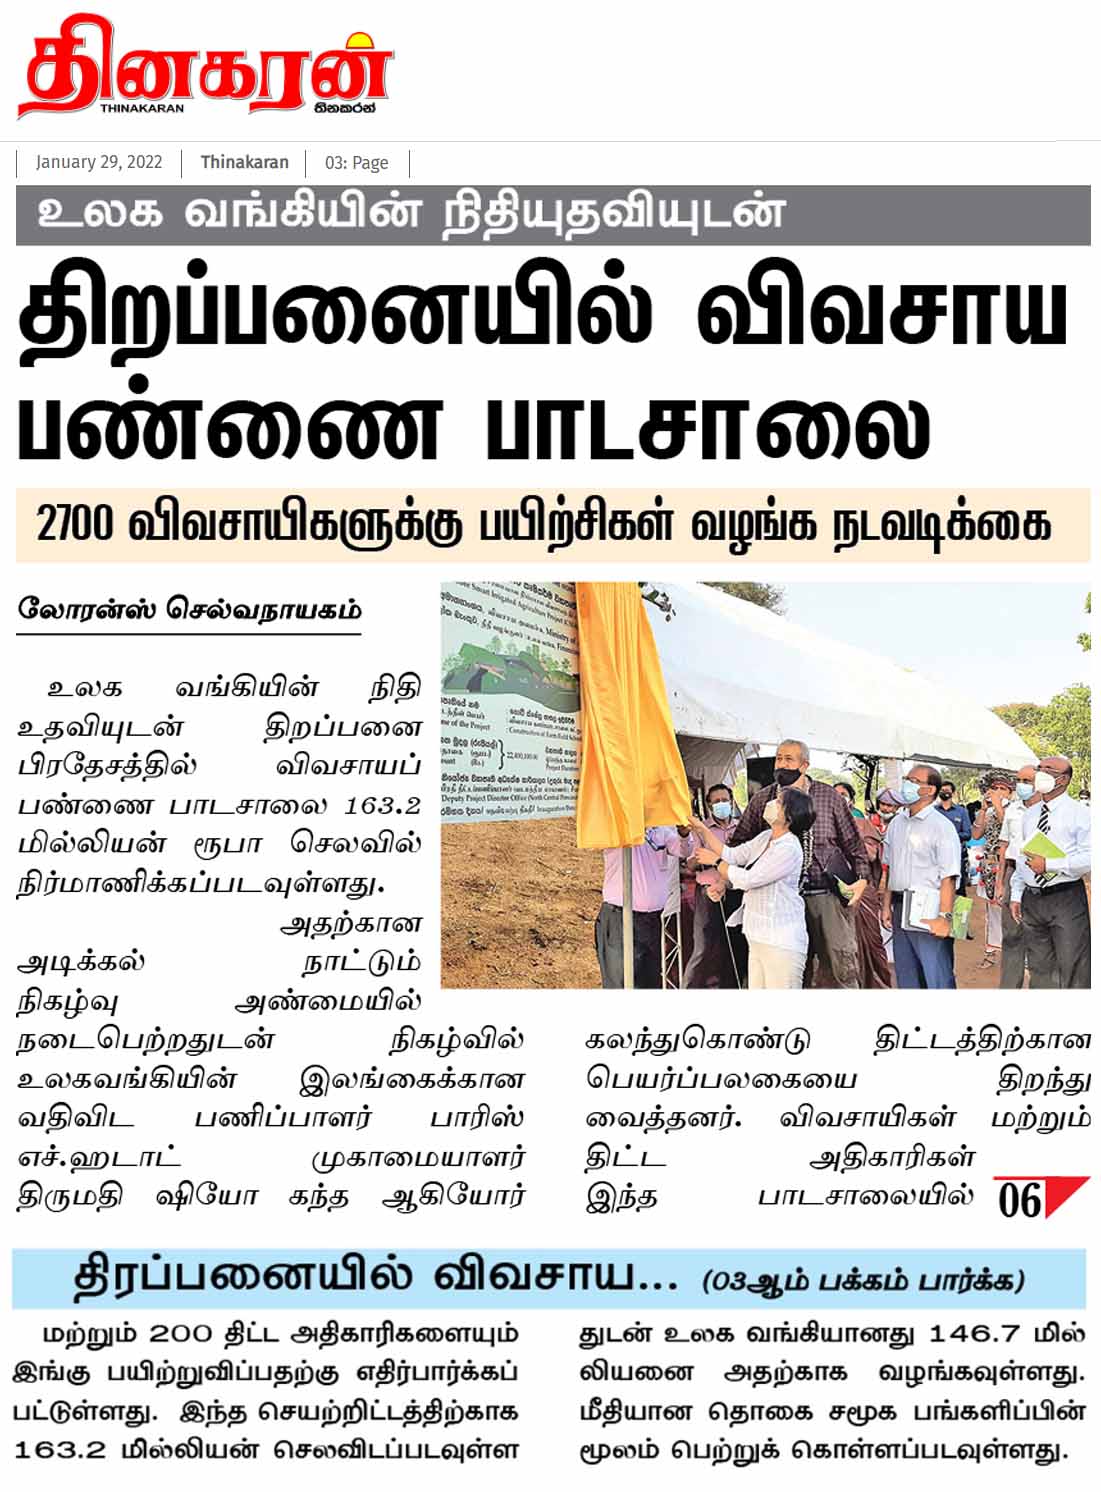 தினகரன்
THINAKARAN தினகரன்
January 29, 2022 Thinakaran 03: Page
உலக வங்கியின் நிதியுதவியுடன்
திறப்பனையில் விவசாய
பண்ணை பாடசாலை
2700 விவசாயிகளுக்கு பயிற்சிகள் வழங்க நடவடிக்கை
லோரன்ஸ் செல்வநாயகம்
உலக வங்கியின் நிதி
உதவியுடன் திறப்பனை
பிரதேசத்தில் விவசாயப்
பண்ணை பாடசாலை 163.2
மில்லியன் ரூபா செலவில்
நிர்மாணிக்கப்படவுள்ளது.
அதற்கான
அடிக்கல் நாட்டும்
நிகழ்வு அண்மையில்
நடைபெற்றதுடன் நிகழ்வில்
உலகவங்கியின் இலங்கைக்கான
வதிவிட பணிப்பாளர் பாரிஸ்
எச்.ஹடாட் முகாமையாளர்
திருமதி ஷியோ கந்த ஆகியோர்
கலந்துகொண்டு திட்டத்திற்கான
பெயர்ப்பலகையை திறந்து
வைத்தனர். விவசாயிகள் மற்றும்
திட்ட அதிகாரிகள்
இந்த பாடசாலையில்
06
திரப்பனையில் விவசாய... (03ஆம் பக்கம் பார்க்க)
மற்றும் 200 திட்ட அதிகாரிகளையும்
இங்கு பயிற்றுவிப்பதற்கு எதிர்பார்க்கப்
பட்டுள்ளது. இந்த செயற்றிட்டத்திற்காக
163.2 மில்லியன் செலவிடப்படவுள்ள
துடன் உலக வங்கியானது 146.7 மில்
லியனை அதற்காக வழங்கவுள்ளது.
மீதியான தொகை சமூக பங்களிப்பின்
மூலம் பெற்றுக் கொள்ளப்படவுள்ளது.